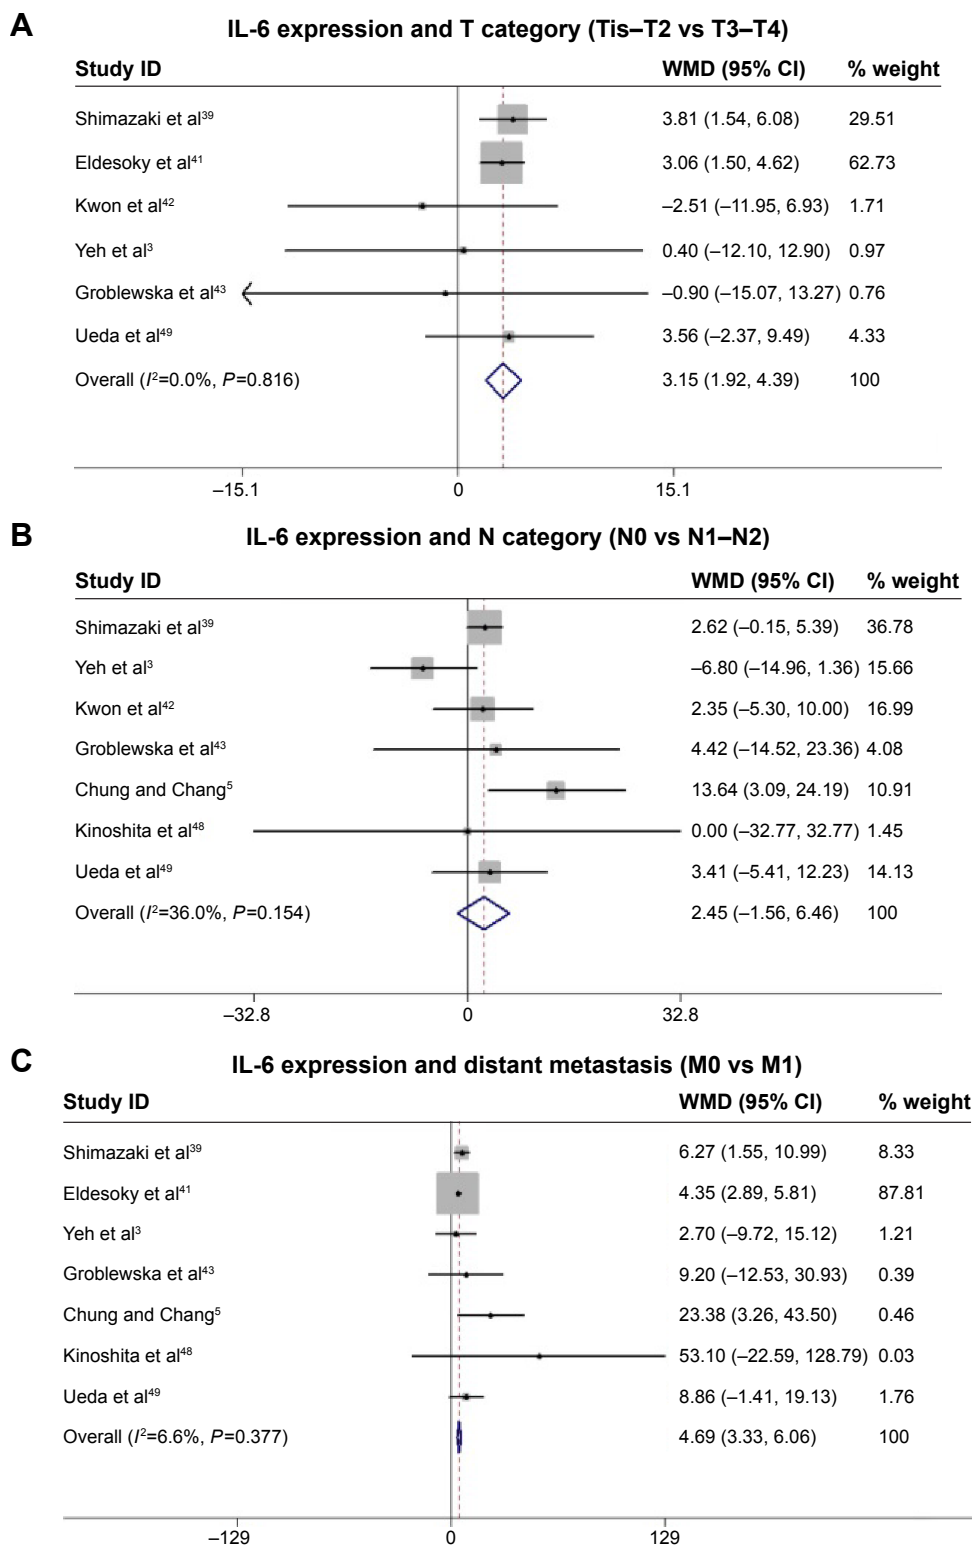 A
IL-6 expression and T category (Tis–T2 vs T3–T4)
Study ID WMD (95% CI) % weight
Shimazaki et al39 3.81 (1.54, 6.08) 29.51
Eldesoky et al41 3.06 (1.50, 4.62) 62.73
Kwon et al42 –2.51 (–11.95, 6.93) 1.71
Yeh et al3 0.40 (–12.10, 12.90) 0.97
Groblewska et al43 –0.90 (–15.07, 13.27) 0.76
Ueda et al49 3.56 (–2.37, 9.49) 4.33
Overall (I2=0.0%, P=0.816) 3.15 (1.92, 4.39) 100
–15.1 0 15.1
B
IL-6 expression and N category (N0 vs N1–N2)
Study ID WMD (95% CI) % weight
Shimazaki et al39 2.62 (–0.15, 5.39) 36.78
Yeh et al3 –6.80 (–14.96, 1.36) 15.66
Kwon et al42 2.35 (–5.30, 10.00) 16.99
Groblewska et al43 4.42 (–14.52, 23.36) 4.08
Chung and Chang5 13.64 (3.09, 24.19) 10.91
Kinoshita et al48 0.00 (–32.77, 32.77) 1.45
Ueda et al49 3.41 (–5.41, 12.23) 14.13
Overall (I2=36.0%, P=0.154) 2.45 (–1.56, 6.46) 100
–32.8 0 32.8
C
IL-6 expression and distant metastasis (M0 vs M1)
Study ID WMD (95% CI) % weight
Shimazaki et al39 6.27 (1.55, 10.99) 8.33
Eldesoky et al41 4.35 (2.89, 5.81) 87.81
Yeh et al3 2.70 (–9.72, 15.12) 1.21
Groblewska et al43 9.20 (–12.53, 30.93) 0.39
Chung and Chang5 23.38 (3.26, 43.50) 0.46
Kinoshita et al48 53.10 (–22.59, 128.79) 0.03
Ueda et al49 8.86 (–1.41, 19.13) 1.76
Overall (I2=6.6%, P=0.377) 4.69 (3.33, 6.06) 100
–129 0 129